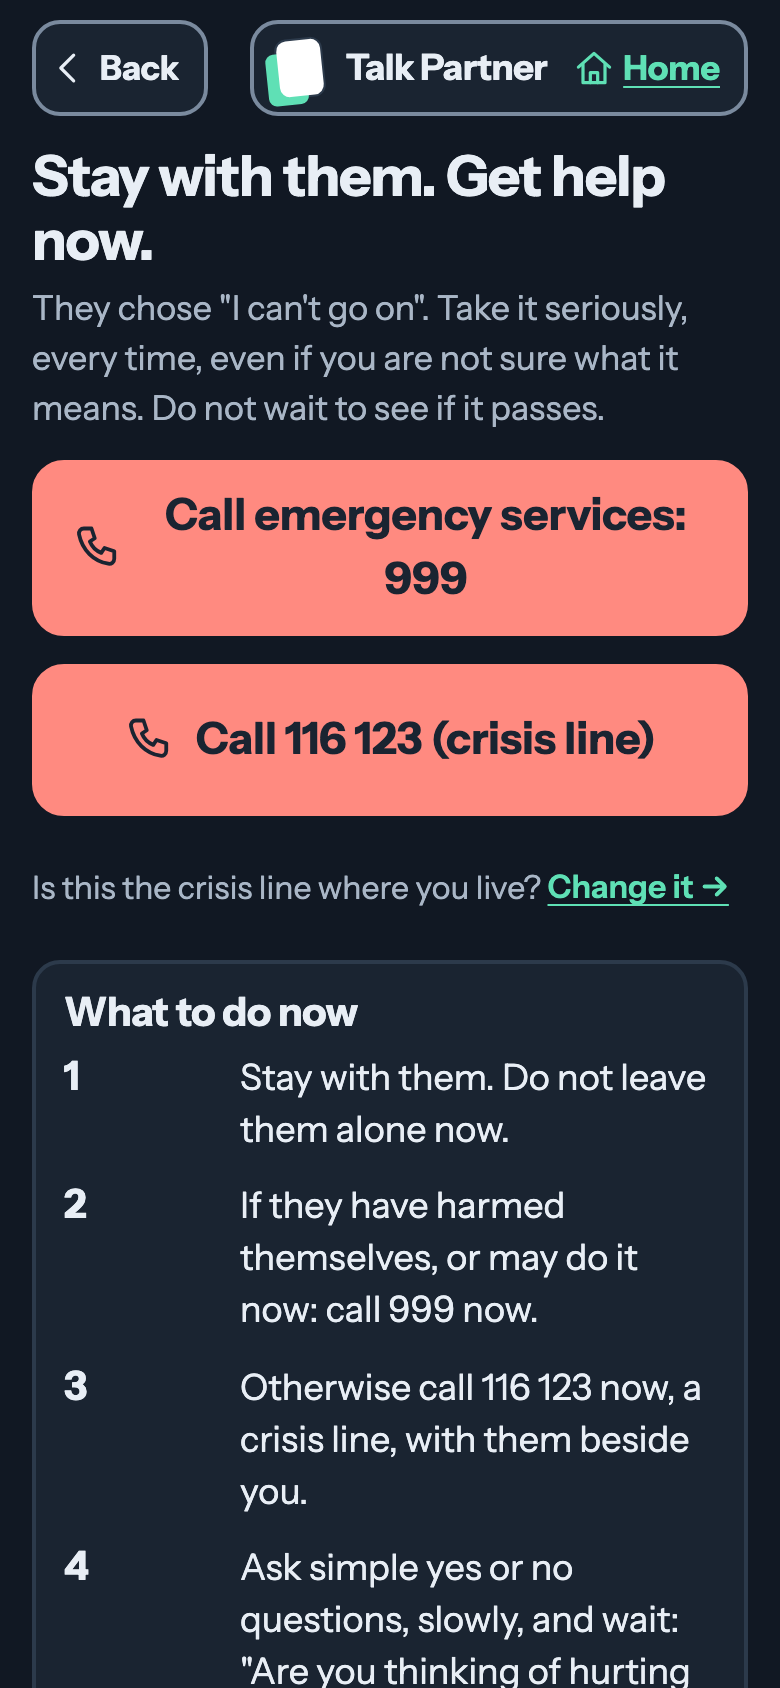 Back
Talk Partner
Home
Stay with them. Get help
now.
They chose "I can't go on". Take it seriously,
every time, even if you are not sure what it
means. Do not wait to see if it passes.
Call emergency services:
999
Call 116 123 (crisis line)
Is this the crisis line where you live? Change it →
What to do now
1 Stay with them. Do not leave
them alone now.
2 If they have harmed
themselves, or may do it
now: call 999 now.
3 Otherwise call 116 123 now, a
crisis line, with them beside
you.
4 Ask simple yes or no
questions, slowly, and wait:
"Are you thinking of hurting